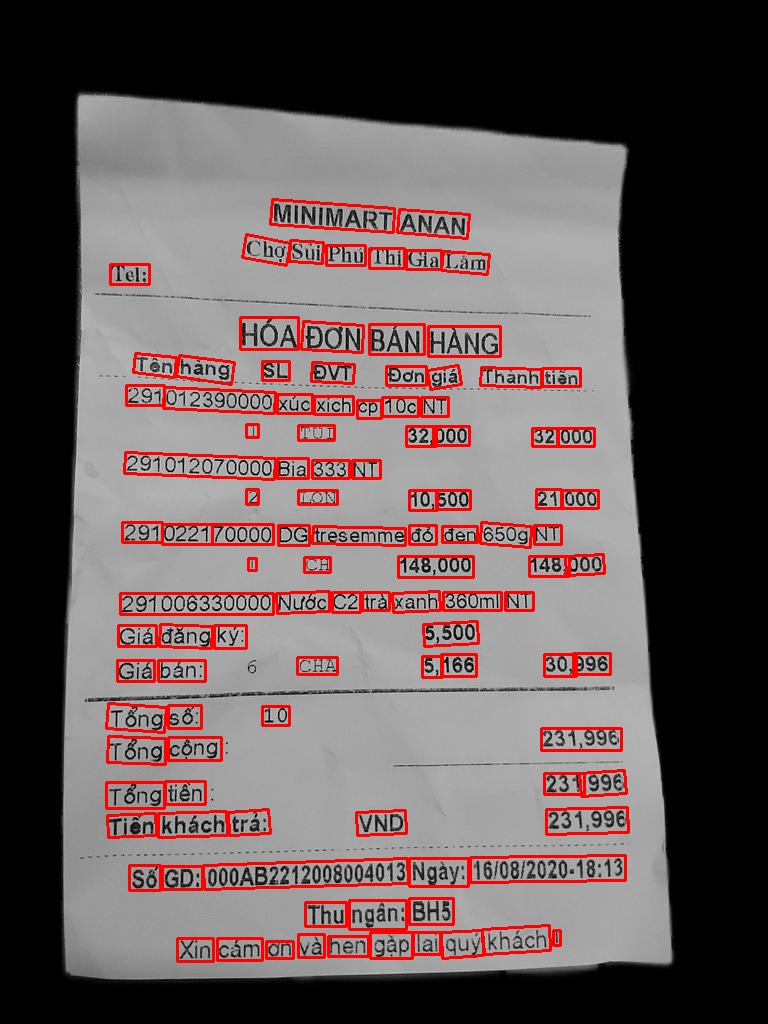 MINIMART ANAN
Chợ Sủi Phú Thị Gia Lâm
Tel:
HÓA ĐƠN BÁN HÀNG
Tên hàng SL ĐVT Đơn giá Thành tiền
291012390000 xúc xích cp 10c NT
1 TUI 32,000 32,000
291012070000 Bia 333 NT
2 LON 10,500 21,000
291022170000 DG tresemme đỏ đen 650g NT
1 CH 148,000 148,000
291006330000 Nước C2 trà xanh 360ml NT
Giá đăng ký: 5,500
Giá bán: 6 CHA 5,166 30,996
Tổng số: 10
Tổng cộng : 231,996
Tổng tiền : 231,996
Tiền khách trả: VND 231,996
Số GD: 000AB2212008004013 Ngày: 16/08/2020-18:13
Thu ngân: BH5
Xin cám ơn và hẹn gặp lại quý khách !